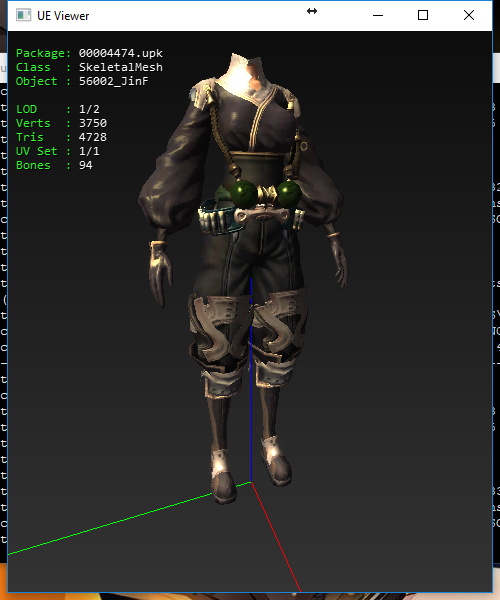 UE Viewer
Package: 00004474.upk
Class  : SkeletalMesh
Object : 56002_JinF
LOD    : 1/2
Verts  : 3750
Tris   : 4728
UV Set : 1/1
Bones  : 94